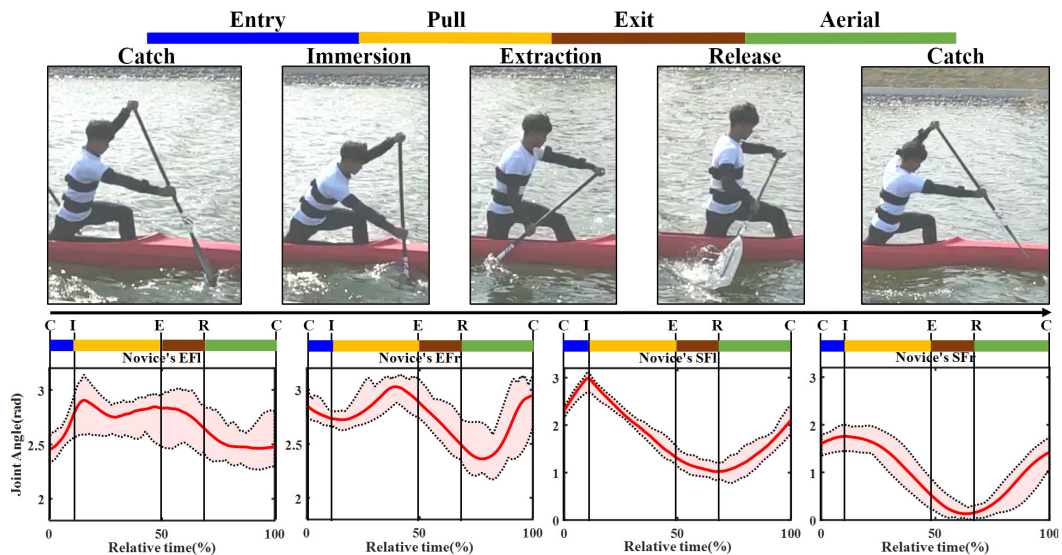 Entry Pull Exit Aerial
Catch Immersion Extraction Release Catch
C I E R C C I E R C C I E R C C I E R C
Novice's EFl Novice's EFr Novice's SFl Novice's SFr
Joint Angle(rad)
3
2.5
2
3
2.5
2
3
2
1
0
3
2
1
0
0 50 100 0 50 100 0 50 100 0 50 100
Relative time(%) Relative time(%) Relative time(%) Relative time(%)